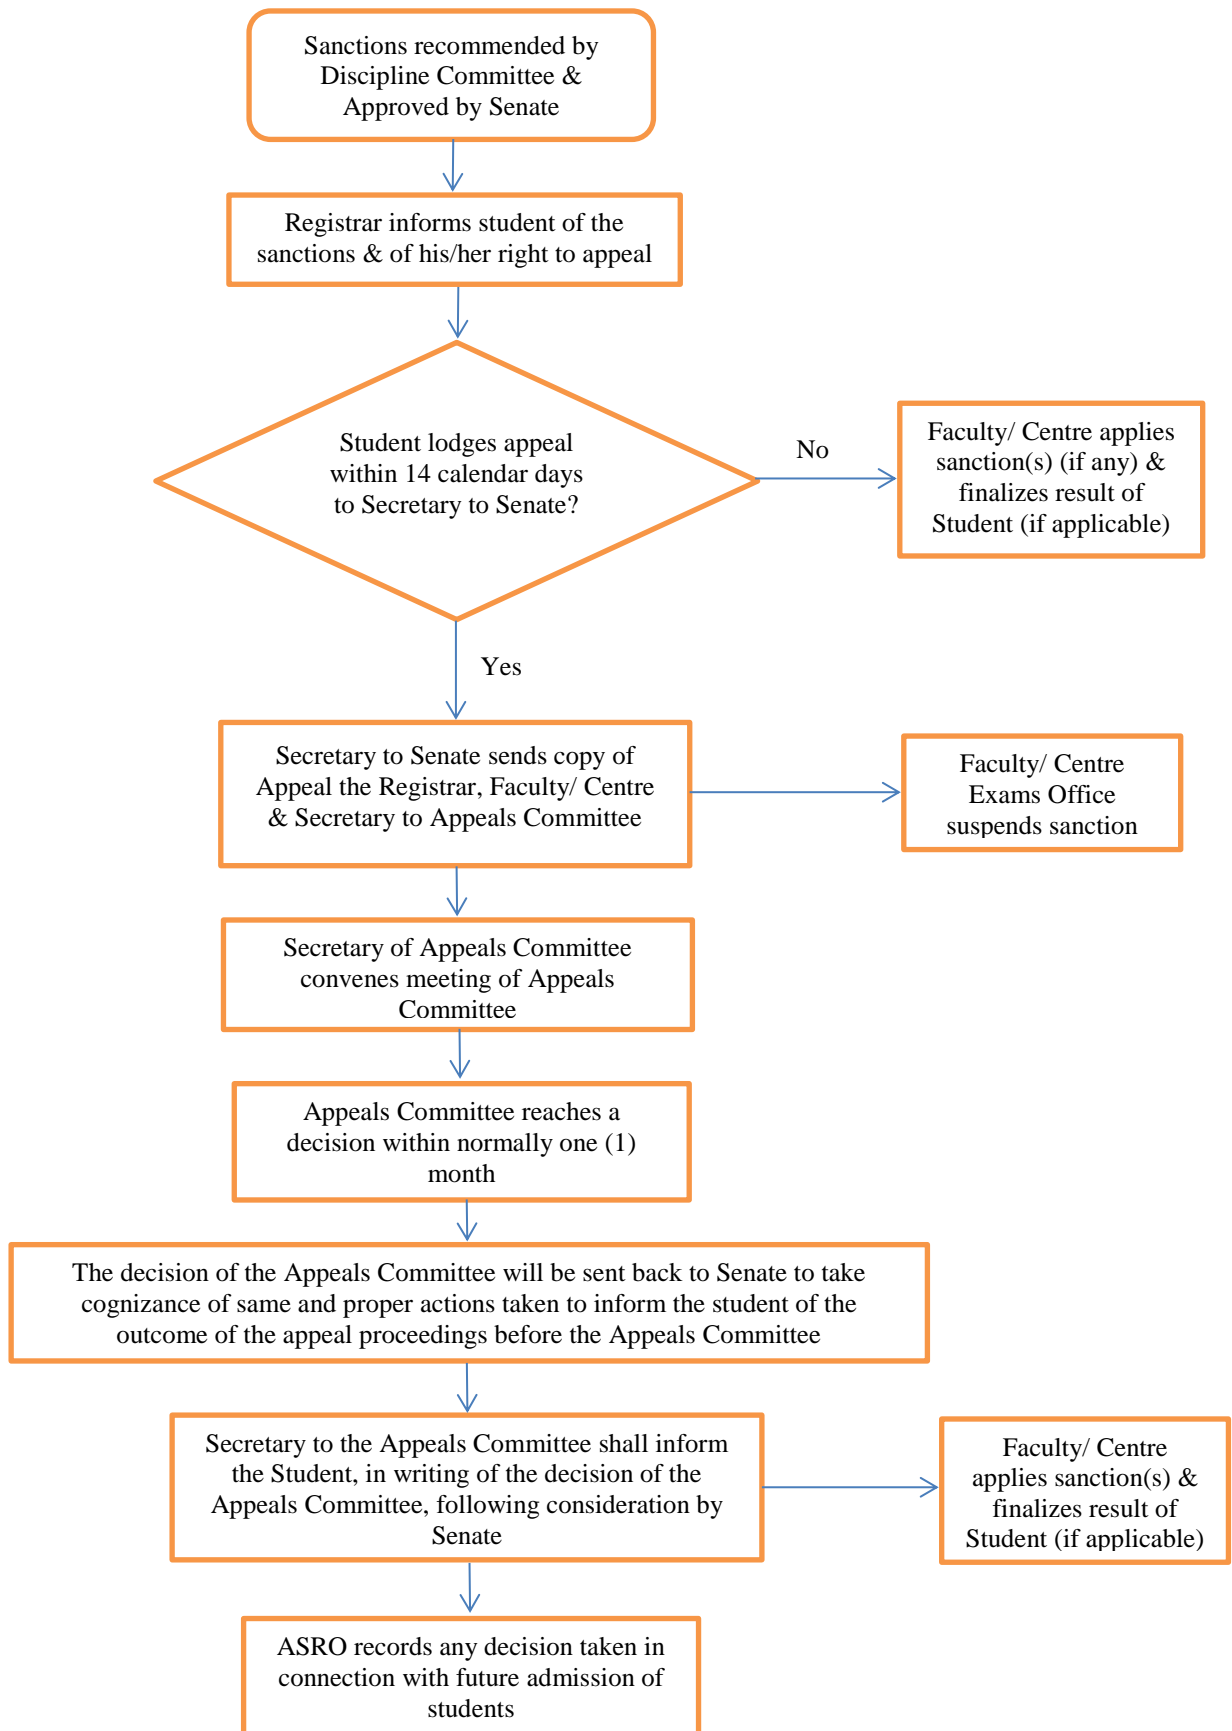 Sanctions recommended by
Discipline Committee &
Approved by Senate
Registrar informs student of the
sanctions & of his/her right to appeal
Student lodges appeal
within 14 calendar days
to Secretary to Senate?
No
Faculty/ Centre applies
sanction(s) (if any) &
finalizes result of
Student (if applicable)
Yes
Secretary to Senate sends copy of
Appeal the Registrar, Faculty/ Centre
& Secretary to Appeals Committee
Faculty/ Centre
Exams Office
suspends sanction
Secretary of Appeals Committee
convenes meeting of Appeals
Committee
Appeals Committee reaches a
decision within normally one (1)
month
The decision of the Appeals Committee will be sent back to Senate to take
cognizance of same and proper actions taken to inform the student of the
outcome of the appeal proceedings before the Appeals Committee
Secretary to the Appeals Committee shall inform
the Student, in writing of the decision of the
Appeals Committee, following consideration by
Senate
Faculty/ Centre
applies sanction(s) &
finalizes result of
Student (if applicable)
ASRO records any decision taken in
connection with future admission of
students